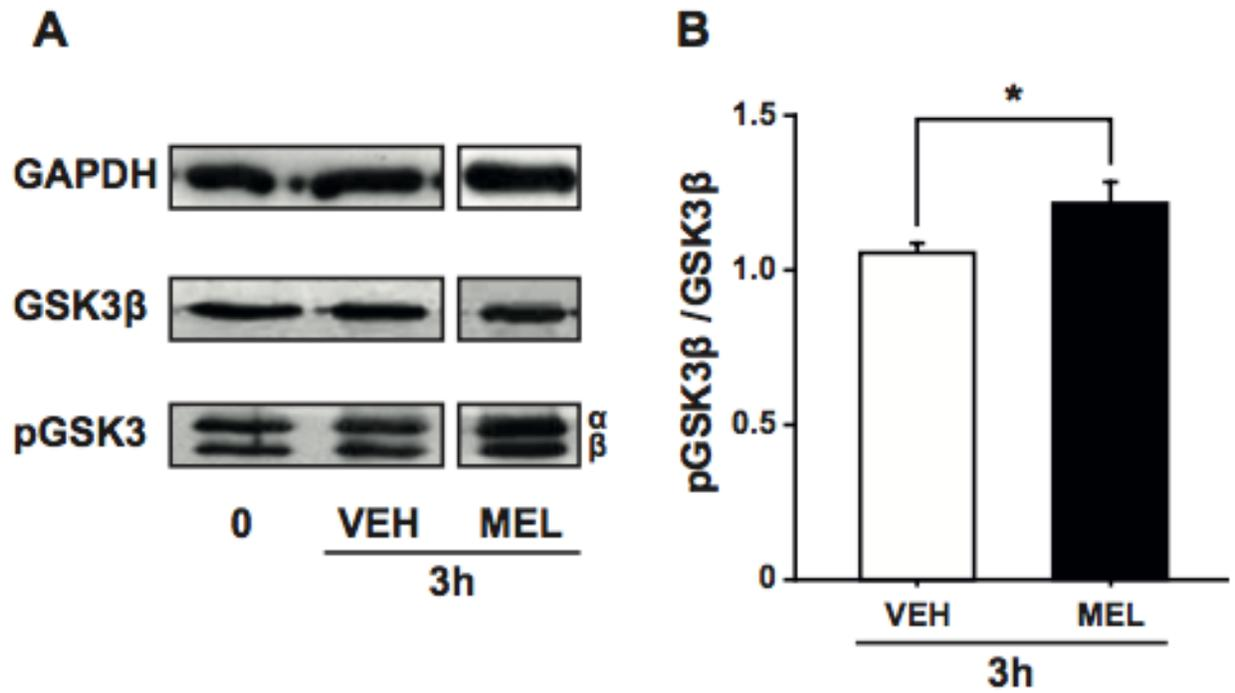 A
GAPDH
GSK3β
pGSK3
α
β
0 VEH MEL
3h
B
*
pGSK3β /GSK3β
1.5
1.0
0.5
0
VEH MEL
3h